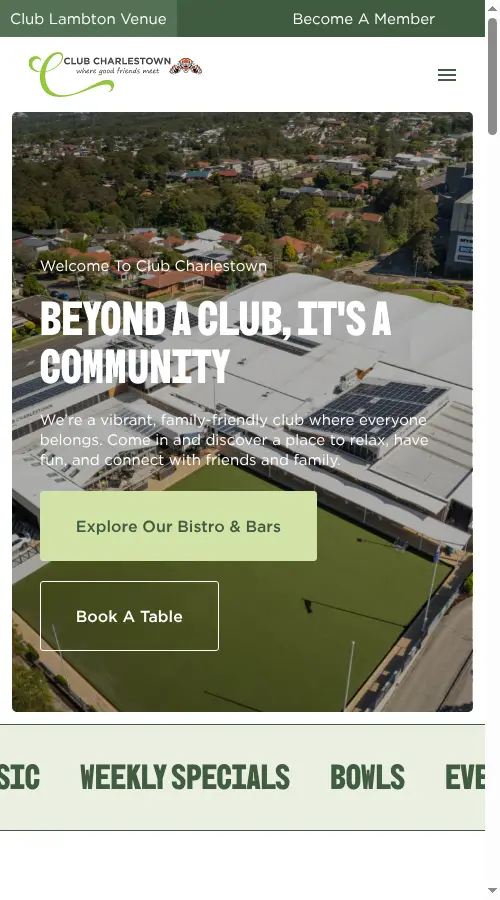 Club Lambton Venue
Become A Member
CLUB CHARLESTOWN
where good friends meet
Welcome To Club Charlestown
BEYOND A CLUB, IT'S A
COMMUNITY
We're a vibrant, family-friendly club where everyone
belongs. Come in and discover a place to relax, have
fun, and connect with friends and family.
Explore Our Bistro & Bars
Book A Table
SIC WEEKLY SPECIALS BOWLS EVE